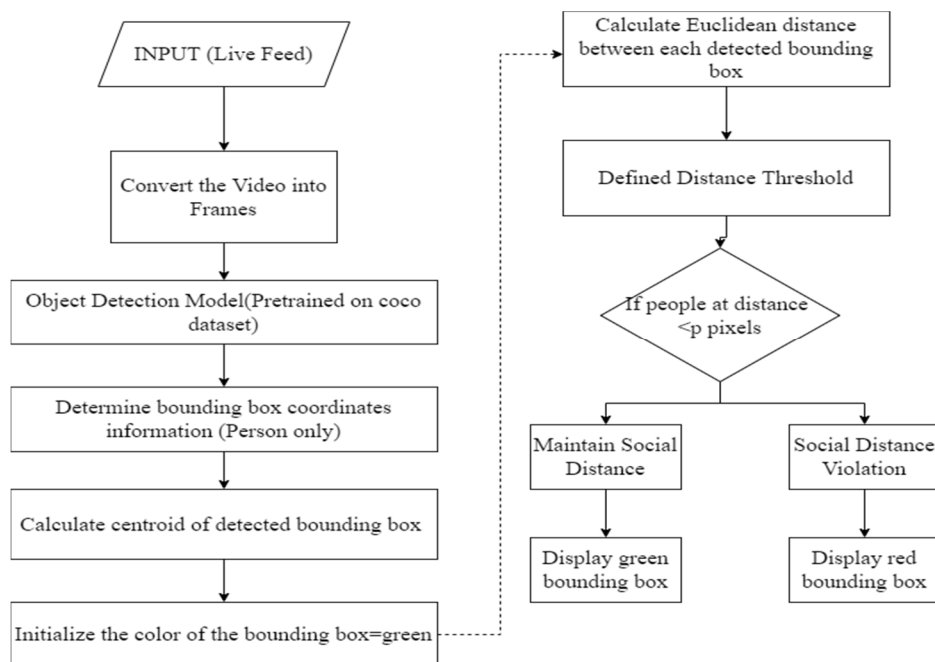 INPUT (Live Feed)
Convert the Video into
Frames
Object Detection Model(Pretrained on coco
dataset)
Determine bounding box coordinates
information (Person only)
Calculate centroid of detected bounding box
Initialize the color of the bounding box=green
Calculate Euclidean distance
between each detected bounding
box
Defined Distance Threshold
If people at distance
<p pixels
Maintain Social
Distance
Display green
bounding box
Social Distance
Violation
Display red
bounding box